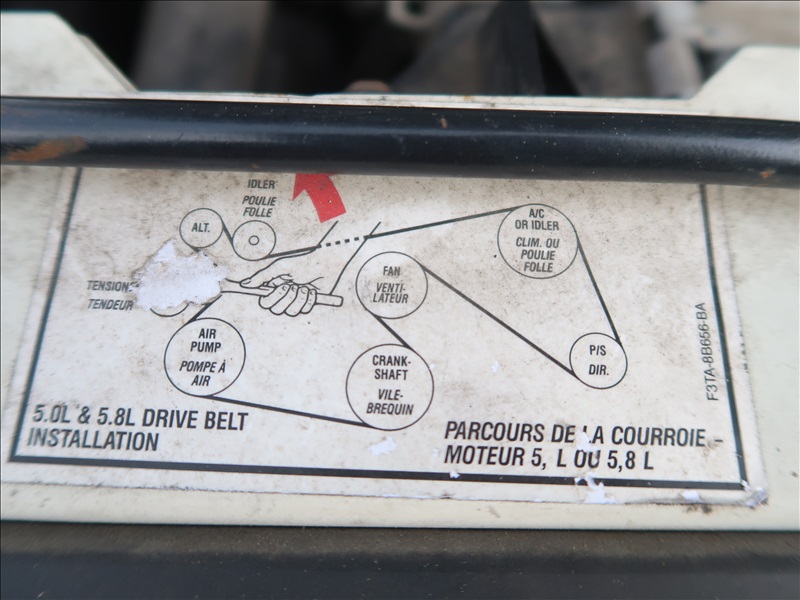 IDLER
POULIE
FOLLE
ALT.
A/C
OR IDLER
CLIM. OU
POULIE
FOLLE
FAN
VENTI-
LATEUR
TENSION
TENDEUR
AIR
PUMP
POMPE À
AIR
CRANK-
SHAFT
VILE-
BREQUIN
P/S
DIR.
F3TA-8B656-BA
5.0L & 5.8L DRIVE BELT
INSTALLATION
PARCOURS DE LA COURROIE -
MOTEUR 5, L OU 5,8 L